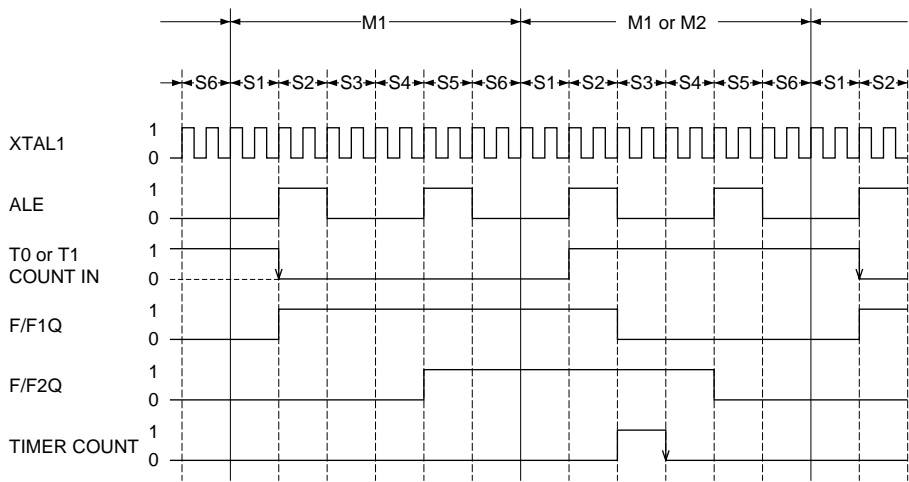 M1 M1 or M2
S6 S1 S2 S3 S4 S5 S6 S1 S2 S3 S4 S5 S6 S1 S2
XTAL1 1 0
ALE 1 0
T0 or T1 COUNT IN 1 0
F/F1Q 1 0
F/F2Q 1 0
TIMER COUNT 1 0